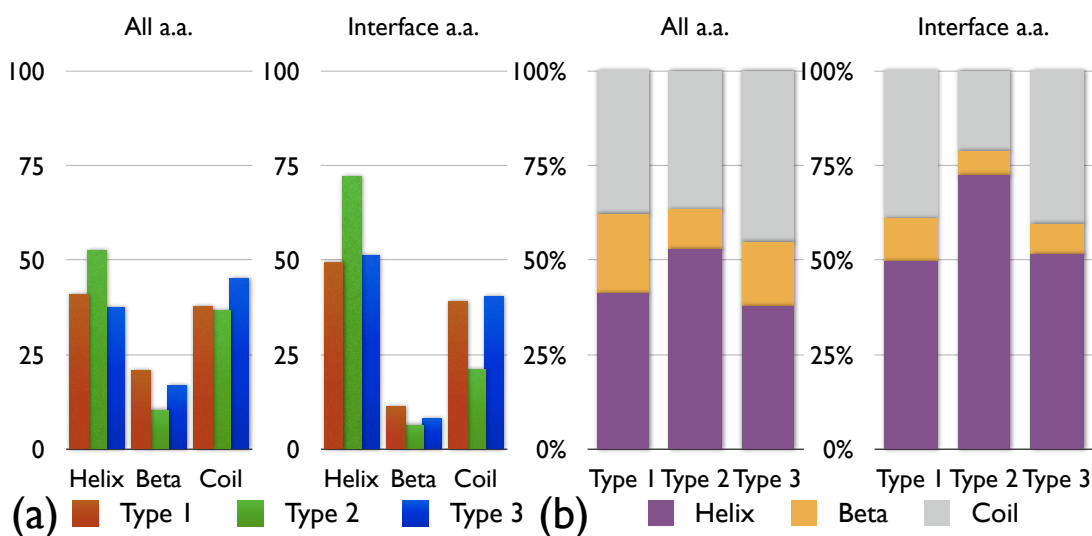 All a.a.
Interface a.a.
All a.a.
Interface a.a.
100
75
50
25
0
Helix Beta Coil
100
75
50
25
0
Helix Beta Coil
100%
75%
50%
25%
0%
Type 1 Type 2 Type 3
100%
75%
50%
25%
0%
Type 1 Type 2 Type 3
(a) Type 1 Type 2 Type 3
(b) Helix Beta Coil